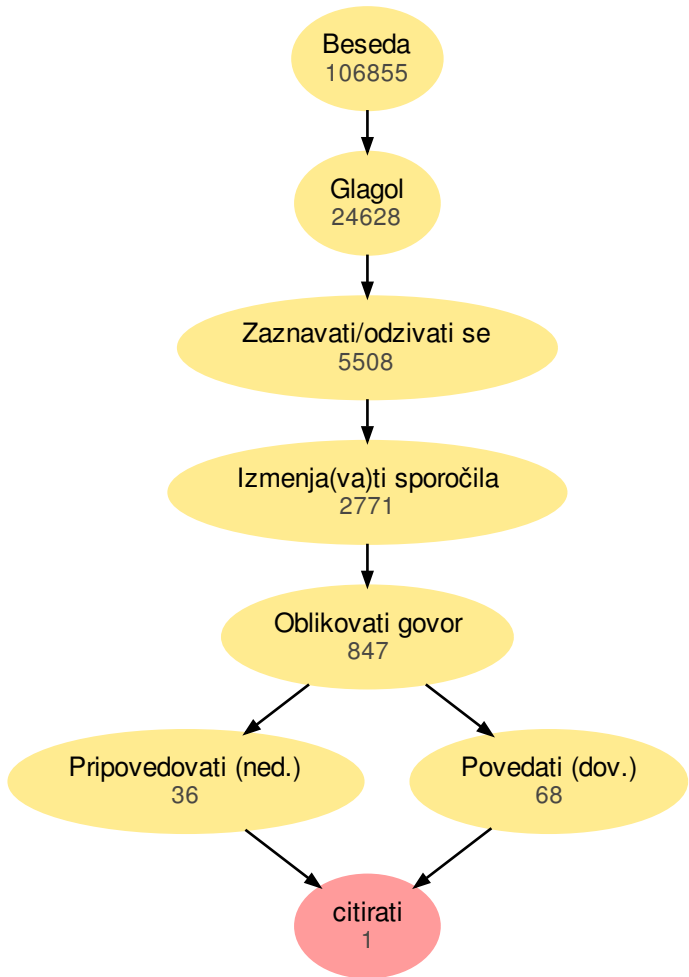 Beseda
106855
Glagol
24628
Zaznavati/odzivati se
5508
Izmenja(va)ti sporočila
2771
Oblikovati govor
847
Pripovedovati (ned.)
36
Povedati (dov.)
68
citirati
1